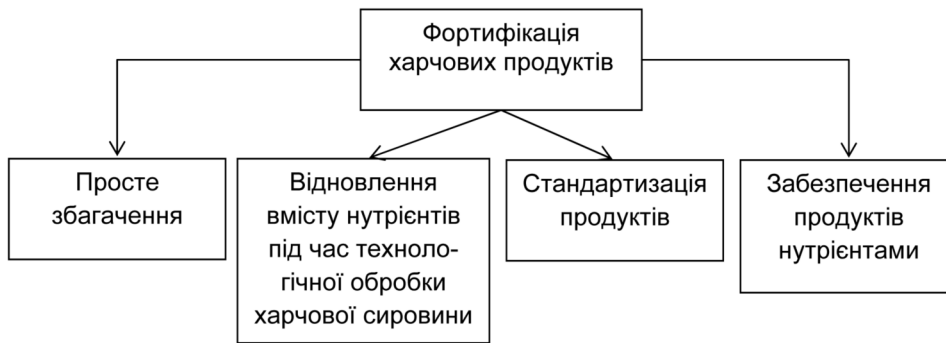 Фортифікація
харчових продуктів
Просте
збагачення
Відновлення
вмісту нутрієнтів
під час техноло-
гічної обробки
харчової сировини
Стандартизація
продуктів
Забезпечення
продуктів
нутрієнтами